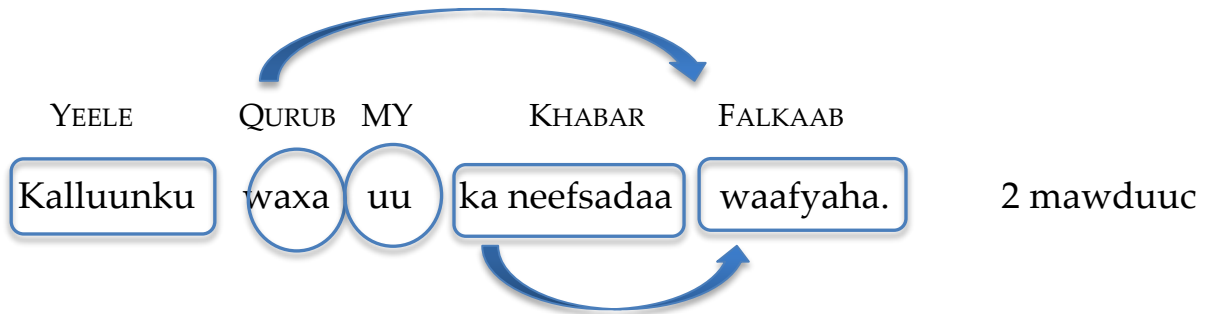 YEELE QURUB MY KHABAR FALKAAB
Kalluunku waxa uu ka neefsadaa waafyaha. 2 mawduuc